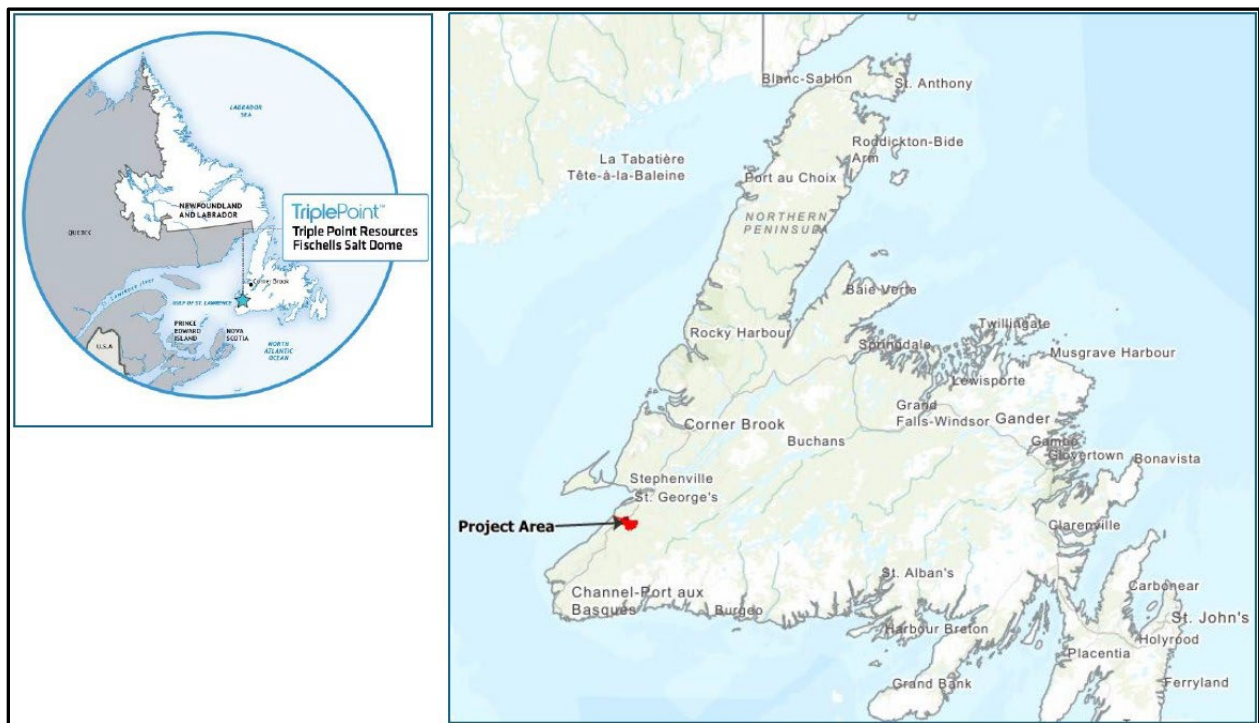 LABRADOR
SEA
NEWFOUNDLAND
AND LABRADOR
TriplePoint™
Triple Point Resources
Fischells Salt Dome
QUEBEC
Corner Brook
GULF OF ST. LAWRENCE
PRINCE
EDWARD
ISLAND
NOVA
SCOTIA
U.S.A
NORTH
ATLANTIC
OCEAN
Blanc-Sablon
St. Anthony
Roddickton-Bide
Arm
La Tabatière
Tête-à-la-Baleine
Port au Choix
NORTHERN
PENINSULA
Baie Verte
Rocky Harbour
Twillingate
Springdale
Musgrave Harbour
Lewisporte
Grand
Falls-Windsor
Gander
Corner Brook
Buchans
Gambo
Glovertown
Bonavista
Stephenville
St. George's
Project Area
Clarenville
St. Alban's
Channel-Port aux
Basques
Burgeo
Carbonear
St. John's
Harbour Breton
Holyrood
Placentia
Grand Bank
Ferryland